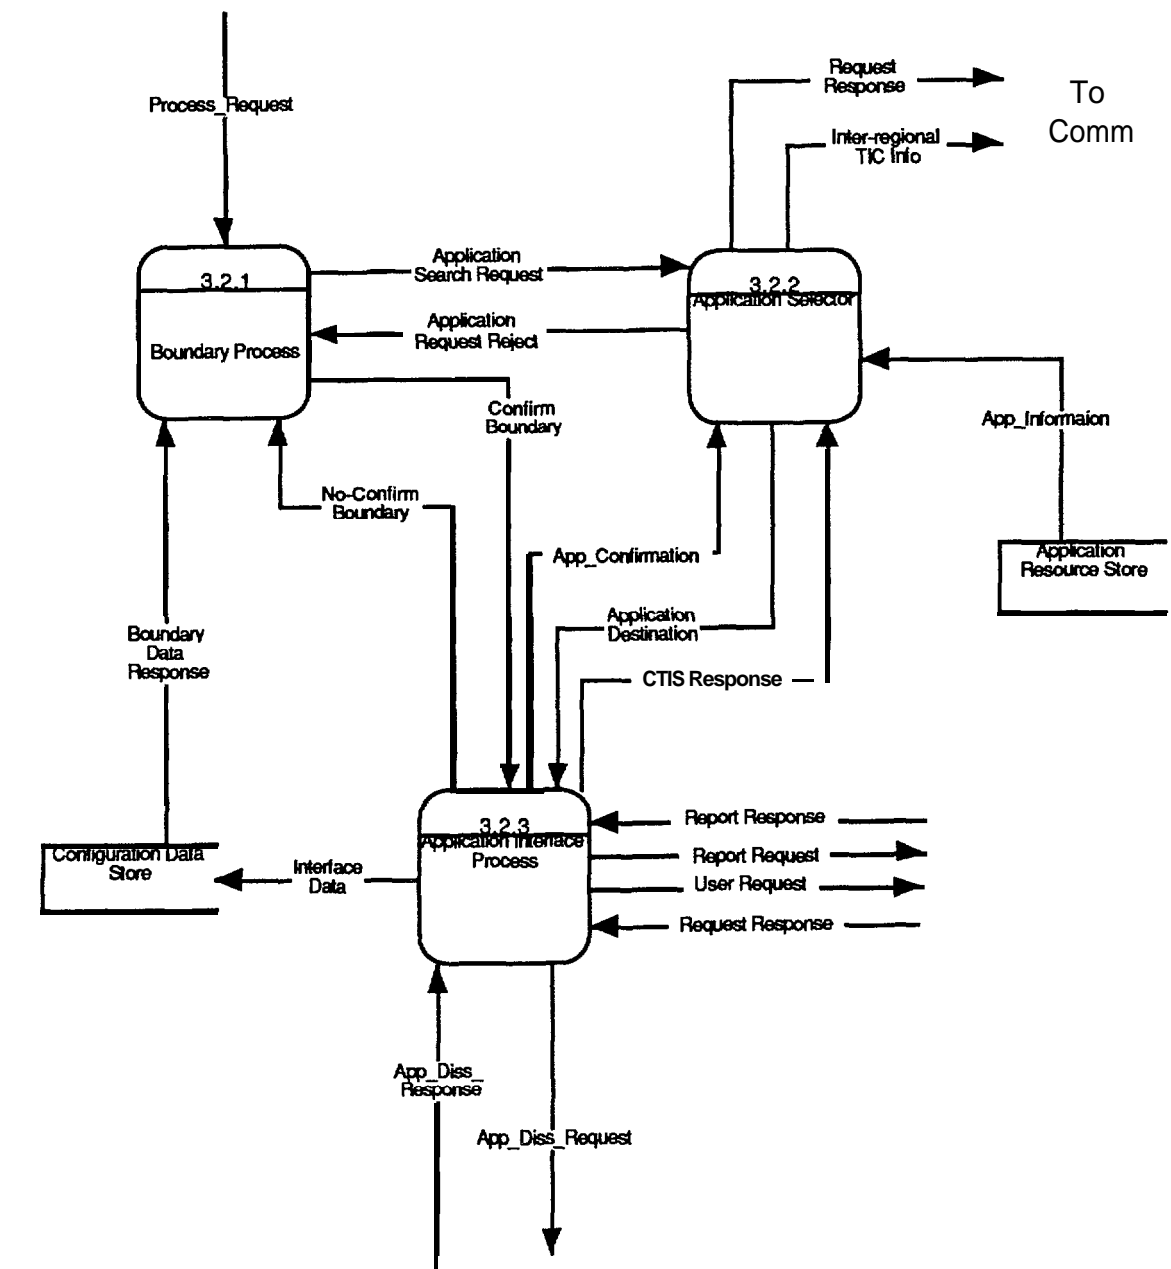 Process_Request
Request
Response
To
Comm
Inter-regional
TIC Info
3.2.1
Boundary Process
Application
Search Request
Application
Request Reject
3.2.2
Application Selector
Confirm
Boundary
App_Informaion
No-Confirm
Boundary
App_Confirmation
Application
Resource Store
Application
Destination
Boundary
Data
Response
CTIS Response
3.2.3
Application Interface
Process
Report Response
Report Request
User Request
Request Response
Configuration Data
Store
Interface
Data
App_Diss_
Response
App_Diss_Request